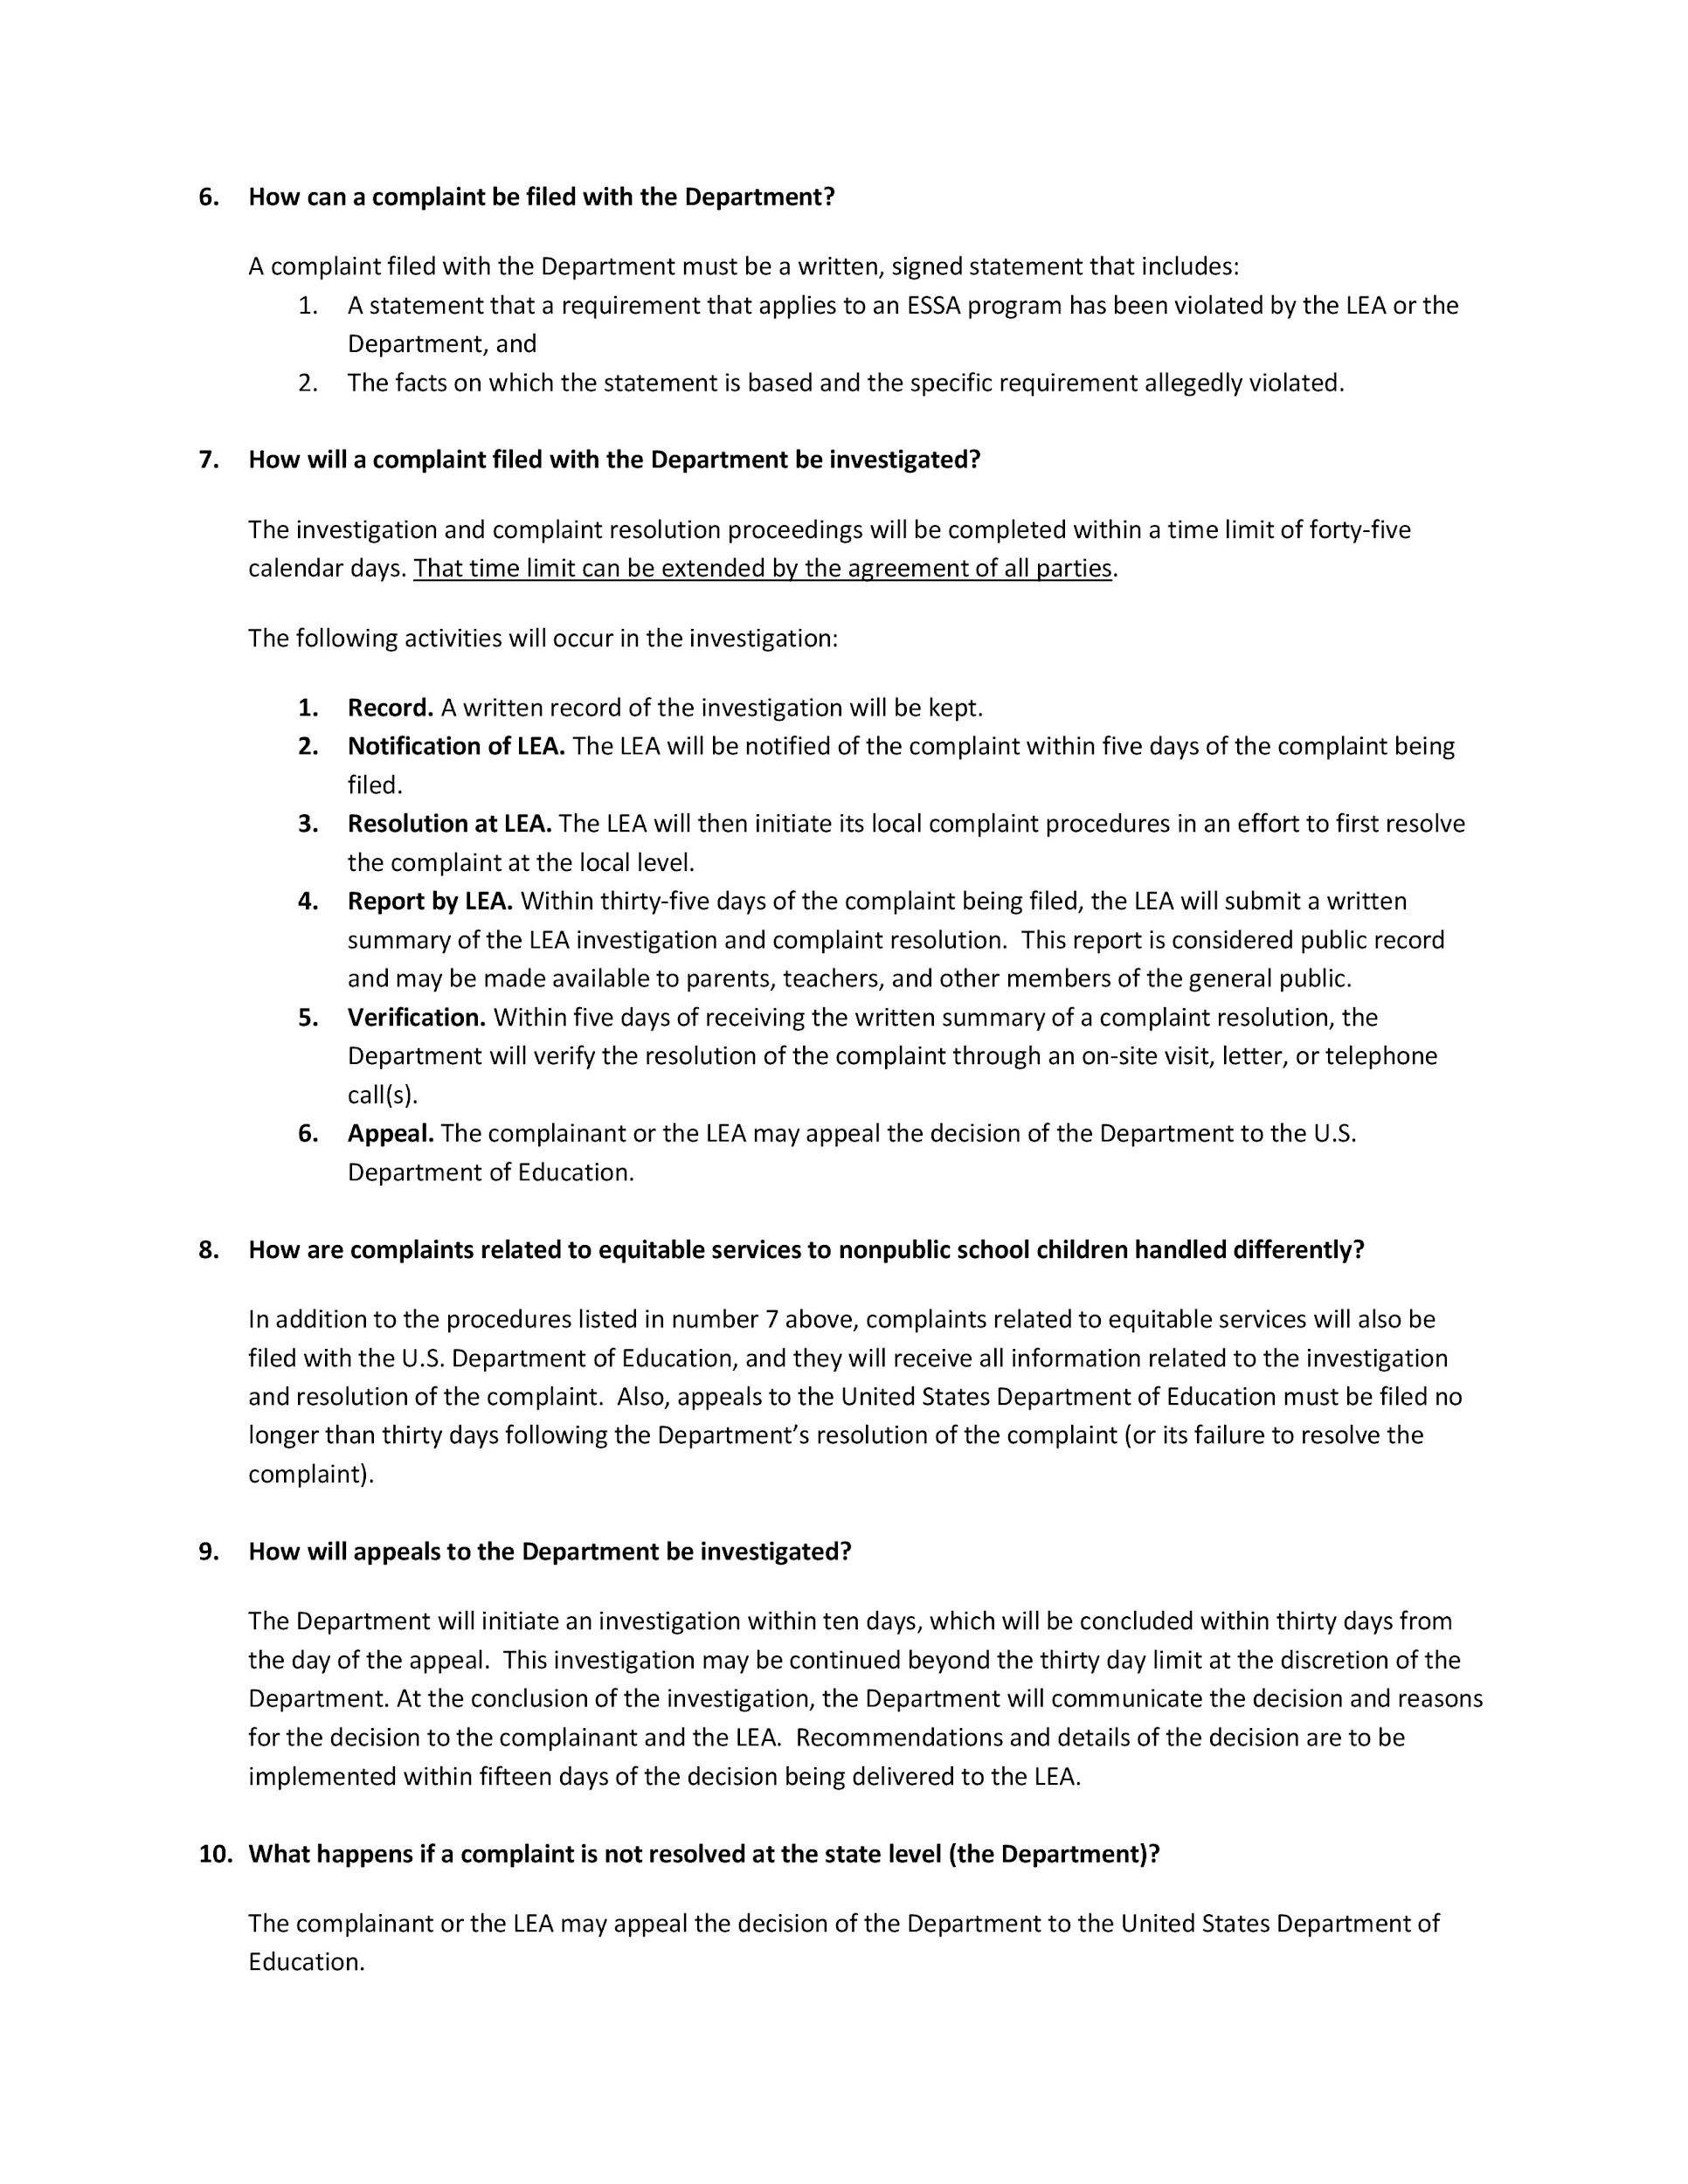 6. How can a complaint be filed with the Department?
A complaint filed with the Department must be a written, signed statement that includes:
1. A statement that a requirement that applies to an ESSA program has been violated by the LEA or the
Department, and
2. The facts on which the statement is based and the specific requirement allegedly violated.
7. How will a complaint filed with the Department be investigated?
The investigation and complaint resolution proceedings will be completed within a time limit of forty-five
calendar days. That time limit can be extended by the agreement of all parties.
The following activities will occur in the investigation:
1. Record. A written record of the investigation will be kept.
2. Notification of LEA. The LEA will be notified of the complaint within five days of the complaint being
filed.
3. Resolution at LEA. The LEA will then initiate its local complaint procedures in an effort to first resolve
the complaint at the local level.
4. Report by LEA. Within thirty-five days of the complaint being filed, the LEA will submit a written
summary of the LEA investigation and complaint resolution.  This report is considered public record
and may be made available to parents, teachers, and other members of the general public.
5. Verification. Within five days of receiving the written summary of a complaint resolution, the
Department will verify the resolution of the complaint through an on-site visit, letter, or telephone
call(s).
6. Appeal. The complainant or the LEA may appeal the decision of the Department to the U.S.
Department of Education.
8. How are complaints related to equitable services to nonpublic school children handled differently?
In addition to the procedures listed in number 7 above, complaints related to equitable services will also be
filed with the U.S. Department of Education, and they will receive all information related to the investigation
and resolution of the complaint.  Also, appeals to the United States Department of Education must be filed no
longer than thirty days following the Department’s resolution of the complaint (or its failure to resolve the
complaint).
9. How will appeals to the Department be investigated?
The Department will initiate an investigation within ten days, which will be concluded within thirty days from
the day of the appeal.  This investigation may be continued beyond the thirty day limit at the discretion of the
Department. At the conclusion of the investigation, the Department will communicate the decision and reasons
for the decision to the complainant and the LEA.  Recommendations and details of the decision are to be
implemented within fifteen days of the decision being delivered to the LEA.
10. What happens if a complaint is not resolved at the state level (the Department)?
The complainant or the LEA may appeal the decision of the Department to the United States Department of
Education.